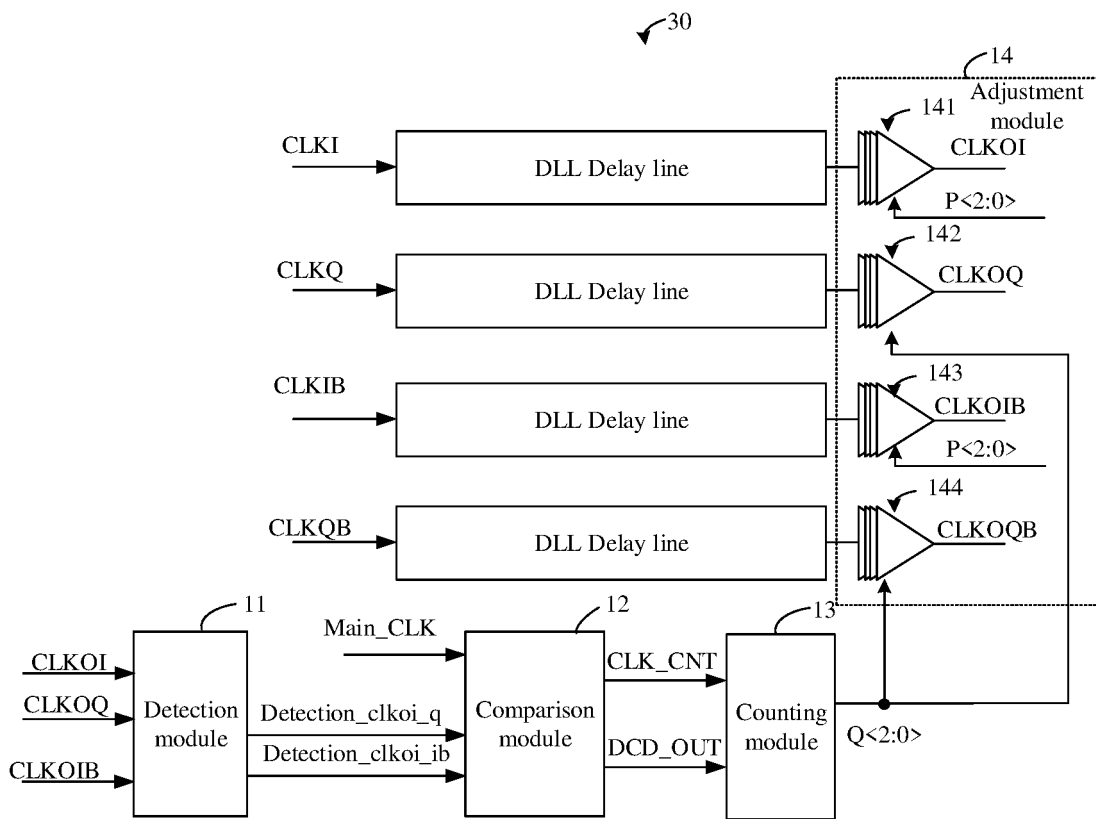 30
14
Adjustment
module
141
CLKI
DLL Delay line
CLKOI
P<2:0>
142
CLKQ
DLL Delay line
CLKOQ
143
CLKIB
DLL Delay line
CLKOIB
P<2:0>
144
CLKQB
DLL Delay line
CLKOQB
11
12
13
Main_CLK
CLKOI
CLKOQ
CLKOIB
Detection
module
Detection_clkoi_q
Detection_clkoi_ib
Comparison
module
CLK_CNT
DCD_OUT
Counting
module
Q<2:0>